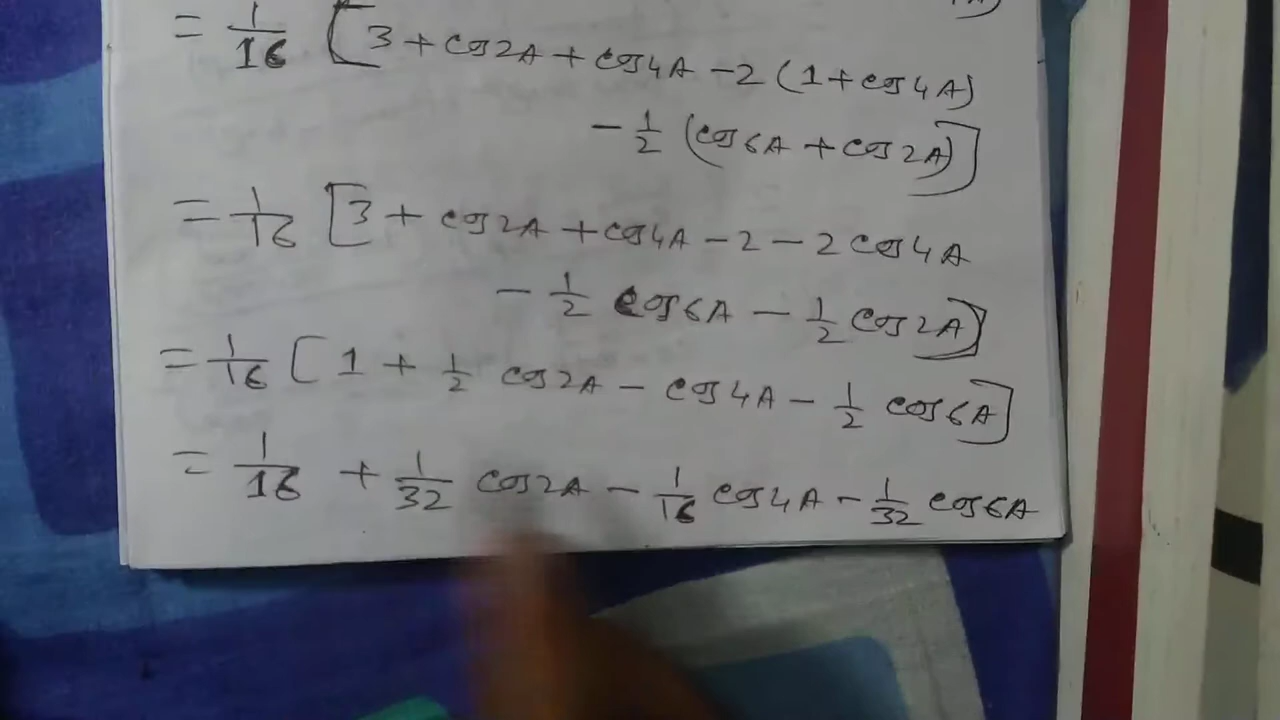 = 1/16 [3 + cos2A + cos4A - 2 (1 + cos4A)
- 1/2 (cos6A + cos2A)]
= 1/16 [3 + cos2A + cos4A - 2 - 2 cos4A
- 1/2 cos6A - 1/2 cos2A]
= 1/16 [1 + 1/2 cos2A - cos4A - 1/2 cos6A]
= 1/16 + 1/32 cos2A - 1/16 cos4A - 1/32 cos6A